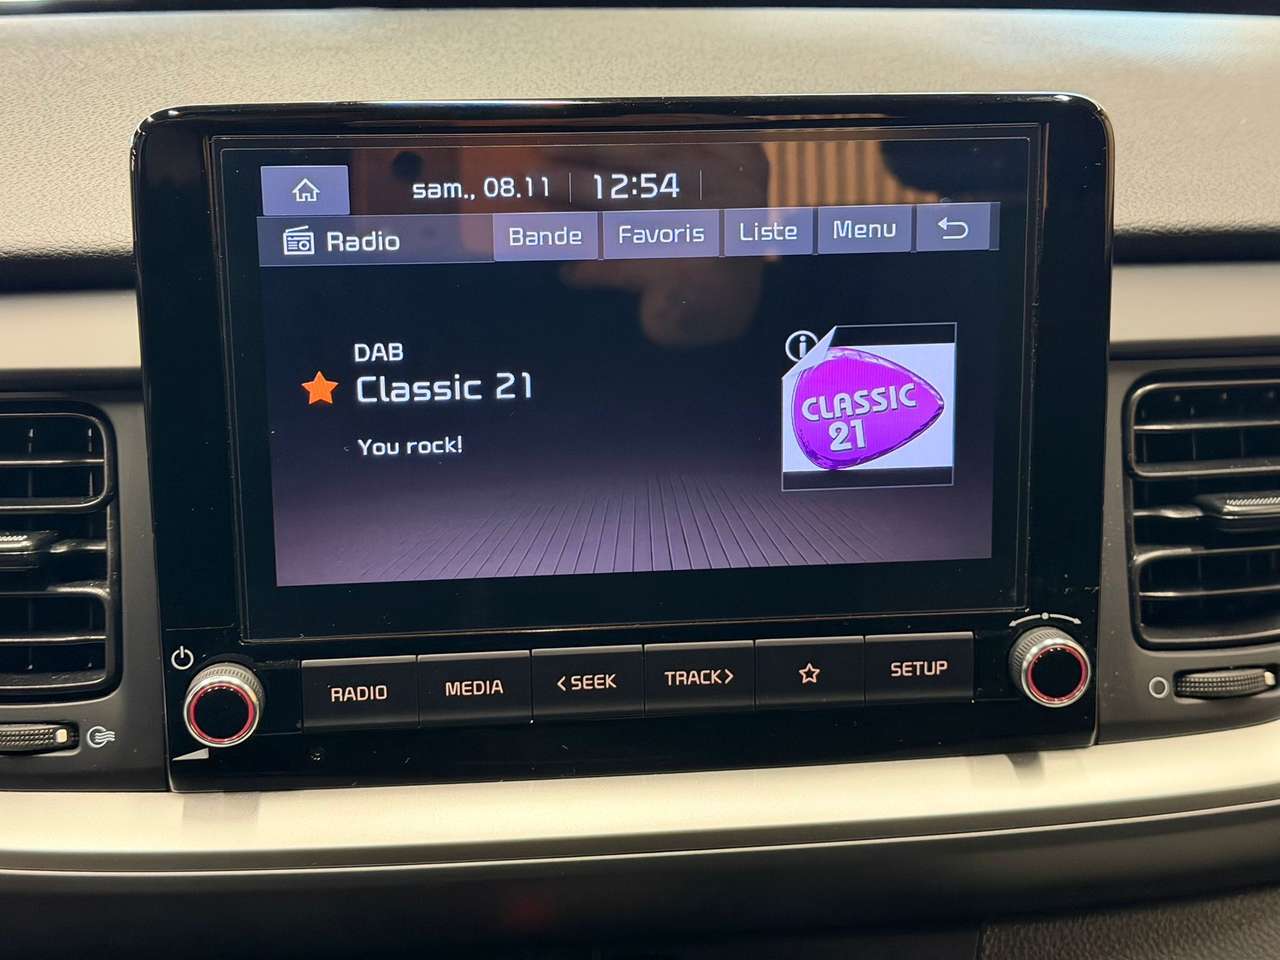 sam., 08.11 12:54
Radio Bande Favoris Liste Menu
DAB
Classic 21
You rock!
i
CLASSIC
21
RADIO MEDIA <SEEK TRACK> SETUP